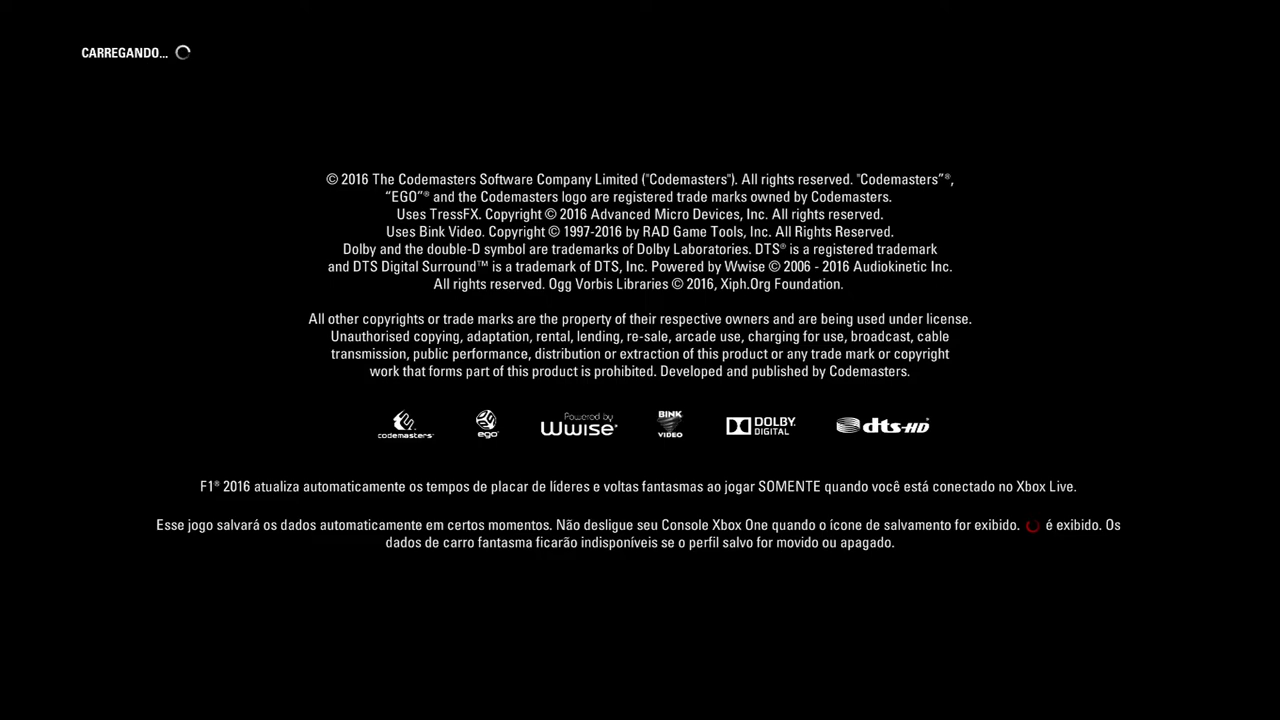 CARREGANDO...
© 2016 The Codemasters Software Company Limited ("Codemasters"). All rights reserved. "Codemasters”®,
“EGO”® and the Codemasters logo are registered trade marks owned by Codemasters.
Uses TressFX. Copyright © 2016 Advanced Micro Devices, Inc. All rights reserved.
Uses Bink Video. Copyright © 1997-2016 by RAD Game Tools, Inc. All Rights Reserved.
Dolby and the double-D symbol are trademarks of Dolby Laboratories. DTS® is a registered trademark
and DTS Digital Surround™ is a trademark of DTS, Inc. Powered by Wwise © 2006 - 2016 Audiokinetic Inc.
All rights reserved. Ogg Vorbis Libraries © 2016, Xiph.Org Foundation.
All other copyrights or trade marks are the property of their respective owners and are being used under license.
Unauthorised copying, adaptation, rental, lending, re-sale, arcade use, charging for use, broadcast, cable
transmission, public performance, distribution or extraction of this product or any trade mark or copyright
work that forms part of this product is prohibited. Developed and published by Codemasters.
codemasters®
ego®
Powered by
Wwise®
BINK
VIDEO
DOLBY
DIGITAL
dts-HD®
F1® 2016 atualiza automaticamente os tempos de placar de líderes e voltas fantasmas ao jogar SOMENTE quando você está conectado no Xbox Live.
Esse jogo salvará os dados automaticamente em certos momentos. Não desligue seu Console Xbox One quando o ícone de salvamento for exibido. é exibido. Os
dados de carro fantasma ficarão indisponíveis se o perfil salvo for movido ou apagado.